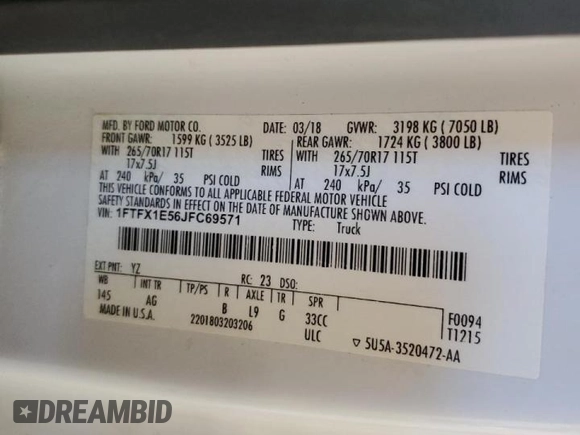 MFD. BY FORD MOTOR CO.
DATE: 03/18 GVWR: 3198 KG ( 7050 LB)
FRONT GAWR: 1599 KG ( 3525 LB) REAR GAWR: 1724 KG ( 3800 LB)
WITH 265/70R17 115T TIRES WITH 265/70R17 115T TIRES
17x7.5J RIMS 17x7.5J RIMS
AT 240 kPa/ 35 PSI COLD AT 240 kPa/ 35 PSI COLD
THIS VEHICLE CONFORMS TO ALL APPLICABLE FEDERAL MOTOR VEHICLE
SAFETY STANDARDS IN EFFECT ON THE DATE OF MANUFACTURE SHOWN ABOVE.
VIN: 1FTFX1E56JFC69571
TYPE: Truck
EXT PNT: YZ RC: 23 DSO:
WB INT TR TP/PS R AXLE TR SPR
145 AG B L9 G 33CC F0094
MADE IN U.S.A. 2201803203206 ULC T1215
▽ 5U5A-3520472-AA
DREAMBID